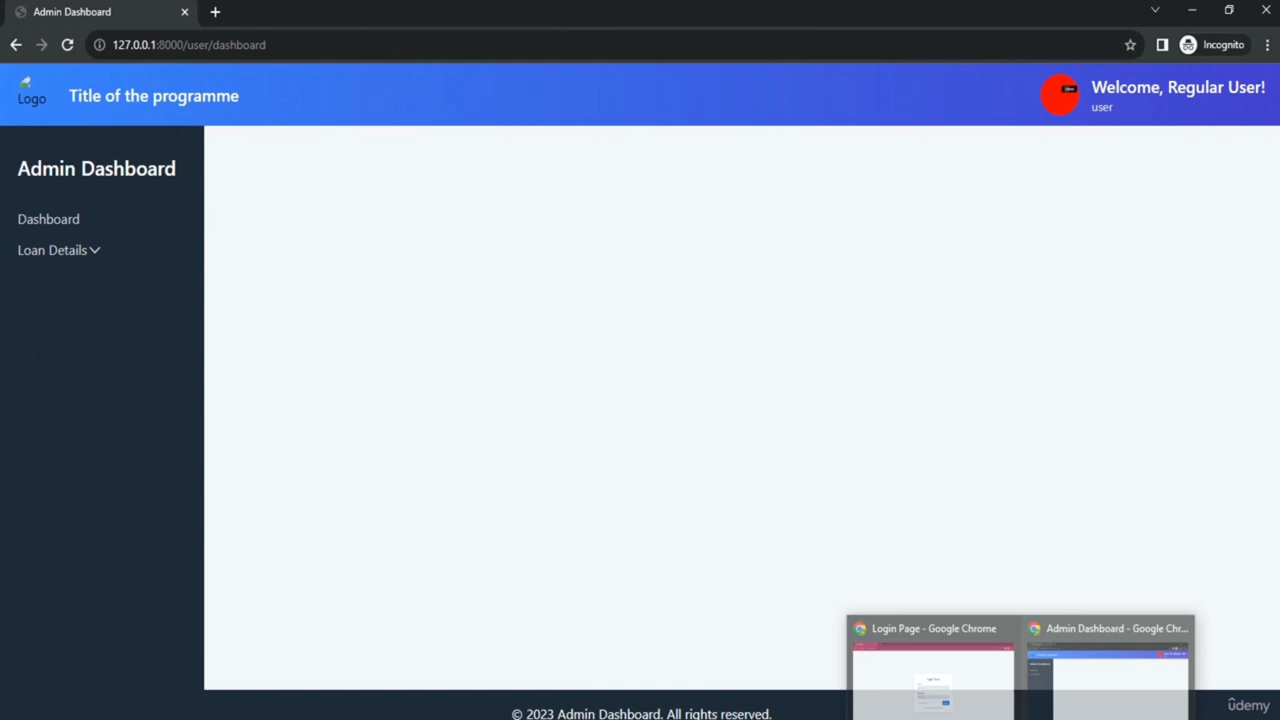 Admin Dashboard
127.0.0.1:8000/user/dashboard
Incognito
Logo
Title of the programme
Welcome, Regular User!
user
Admin Dashboard
Dashboard
Loan Details
Login Page - Google Chrome
Admin Dashboard - Google Chr...
© 2023 Admin Dashboard. All rights reserved.
ûdemy